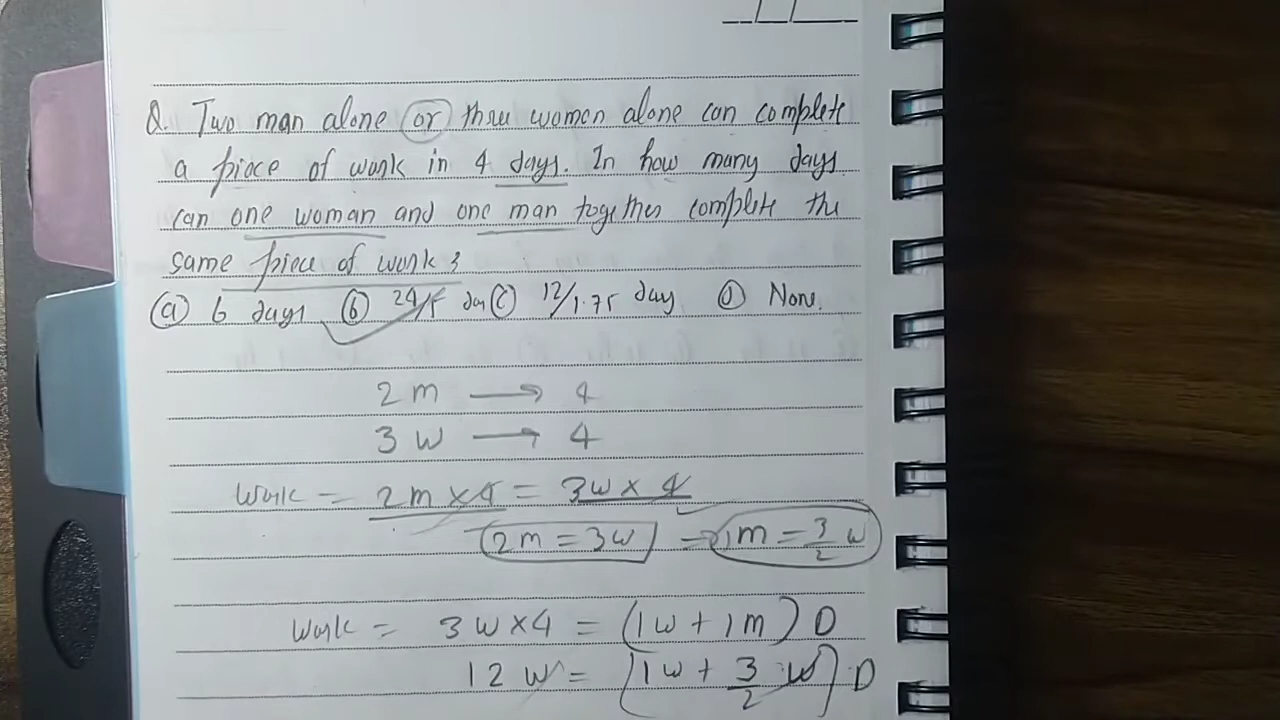 Q. Two man alone or three women alone can complete
a piece of work in 4 days. In how many days
can one woman and one man together complete the
same piece of work ?
(a) 6 days (b) 24/5 day (c) 12/1.75 day (d) None.
2 m → 4
3 w → 4
Work = 2m × 4 = 3w × 4
2m = 3w ⇒ 1m = 3/2 w
Work = 3w×4 = (1w + 1m) D
12 w = (1w + 3/2 w) D